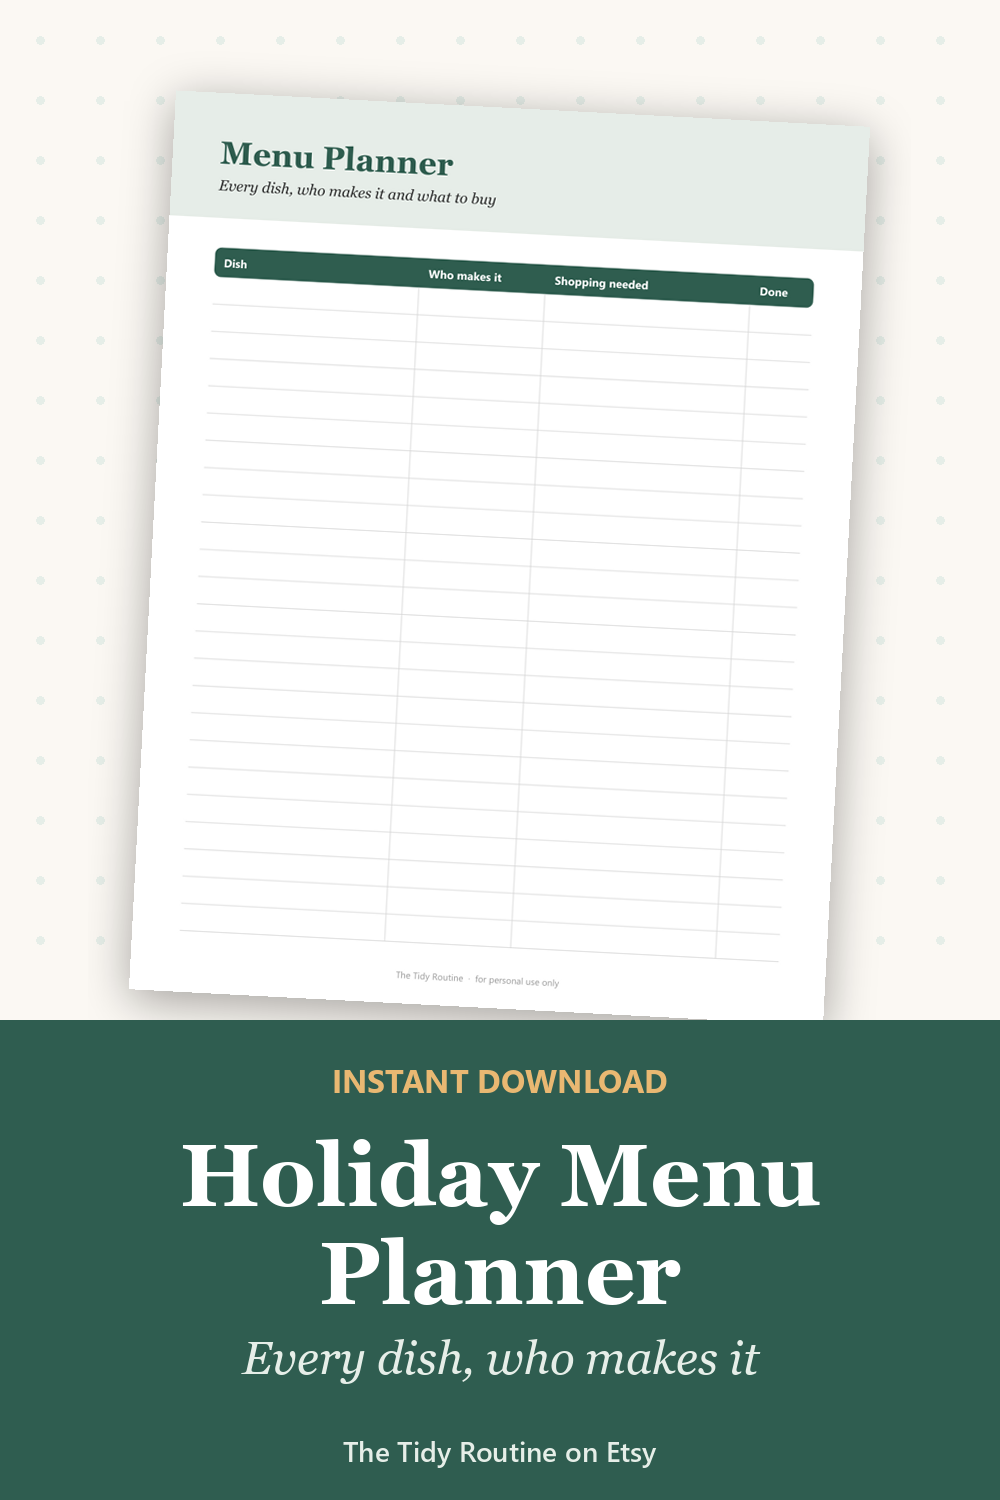 Menu Planner
Every dish, who makes it and what to buy
Dish Who makes it Shopping needed Done
The Tidy Routine · for personal use only
INSTANT DOWNLOAD
Holiday Menu
Planner
Every dish, who makes it
The Tidy Routine on Etsy